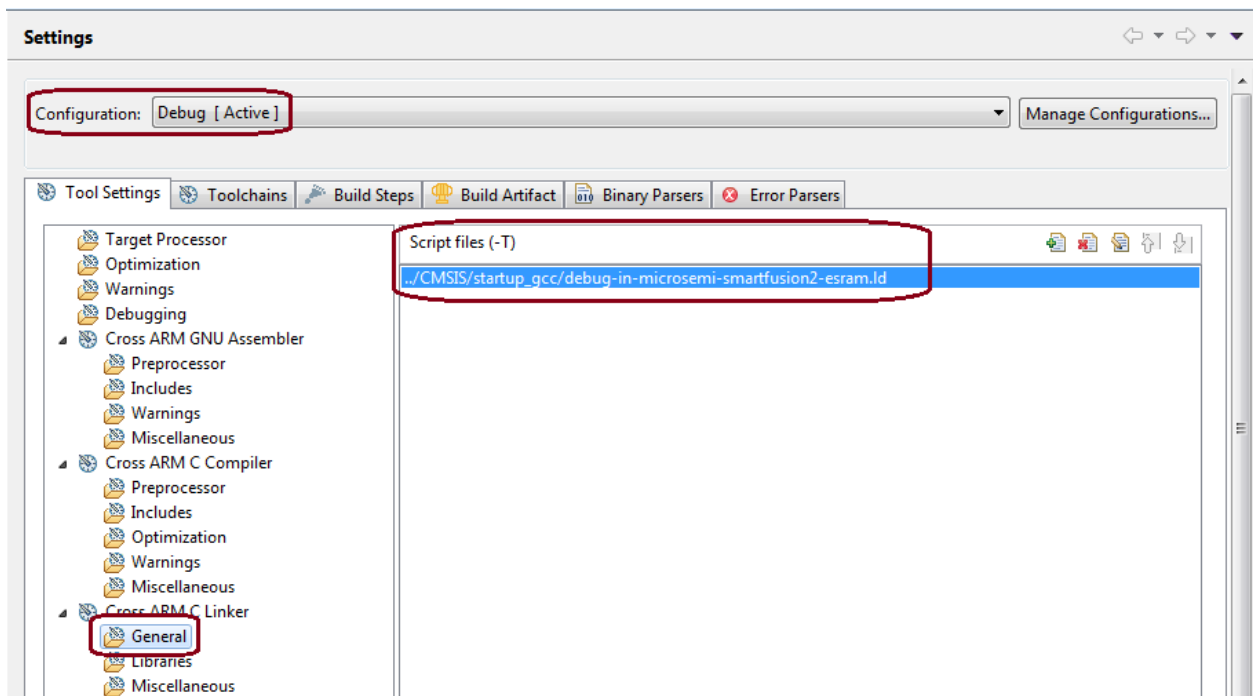 Settings
Configuration: Debug [ Active ] Manage Configurations...
Tool Settings Toolchains Build Steps Build Artifact Binary Parsers Error Parsers
Target Processor
Optimization
Warnings
Debugging
Cross ARM GNU Assembler
Preprocessor
Includes
Warnings
Miscellaneous
Cross ARM C Compiler
Preprocessor
Includes
Optimization
Warnings
Miscellaneous
Cross ARM C Linker
General
Libraries
Miscellaneous
Script files (-T)
../CMSIS/startup_gcc/debug-in-microsemi-smartfusion2-esram.ld